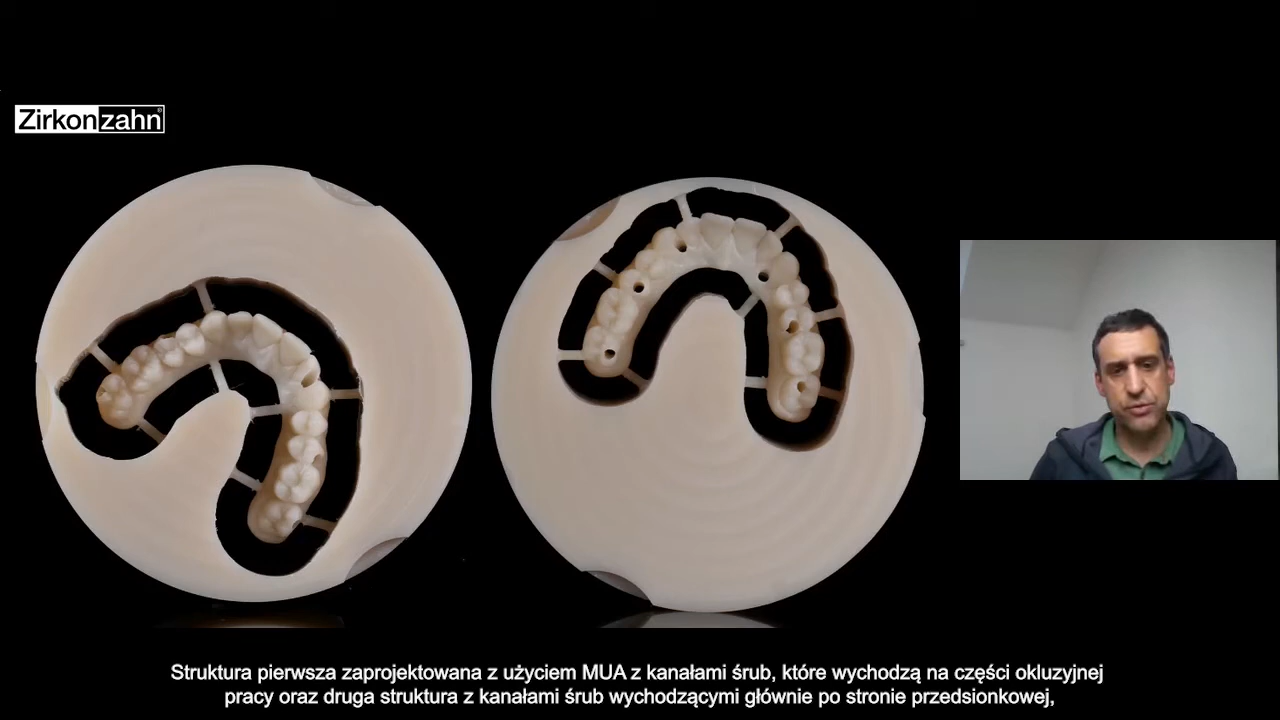 Zirkonzahn®
Struktura pierwsza zaprojektowana z użyciem MUA z kanałami śrub, które wychodzą na części okluzyjnej
pracy oraz druga struktura z kanałami śrub wychodzącymi głównie po stronie przedsionkowej,